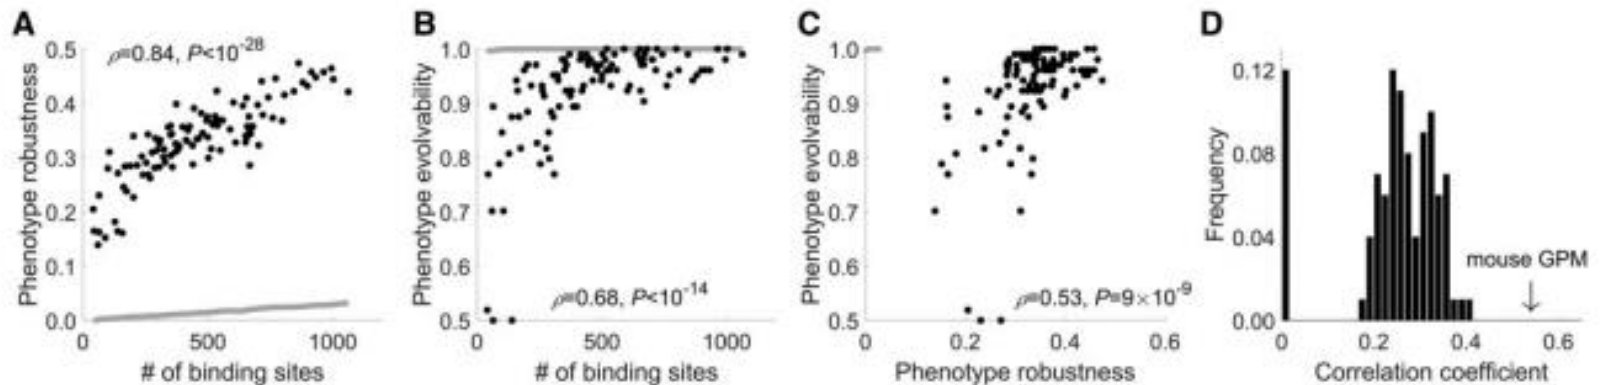 A
Phenotype robustness
0.5
0.4
0.3
0.2
0.1
0.0
ρ=0.84, P<10⁻²⁸
0
500
1000
# of binding sites
B
Phenotype evolvability
1.0
0.9
0.8
0.7
0.6
0.5
ρ=0.68, P<10⁻¹⁴
0
500
1000
# of binding sites
C
Phenotype evolvability
1.0
0.9
0.8
0.7
0.6
0.5
ρ=0.53, P=9×10⁻⁹
0
0.2
0.4
0.6
Phenotype robustness
D
Frequency
0.12
0.08
0.04
0.00
mouse GPM
0
0.2
0.4
0.6
Correlation coefficient